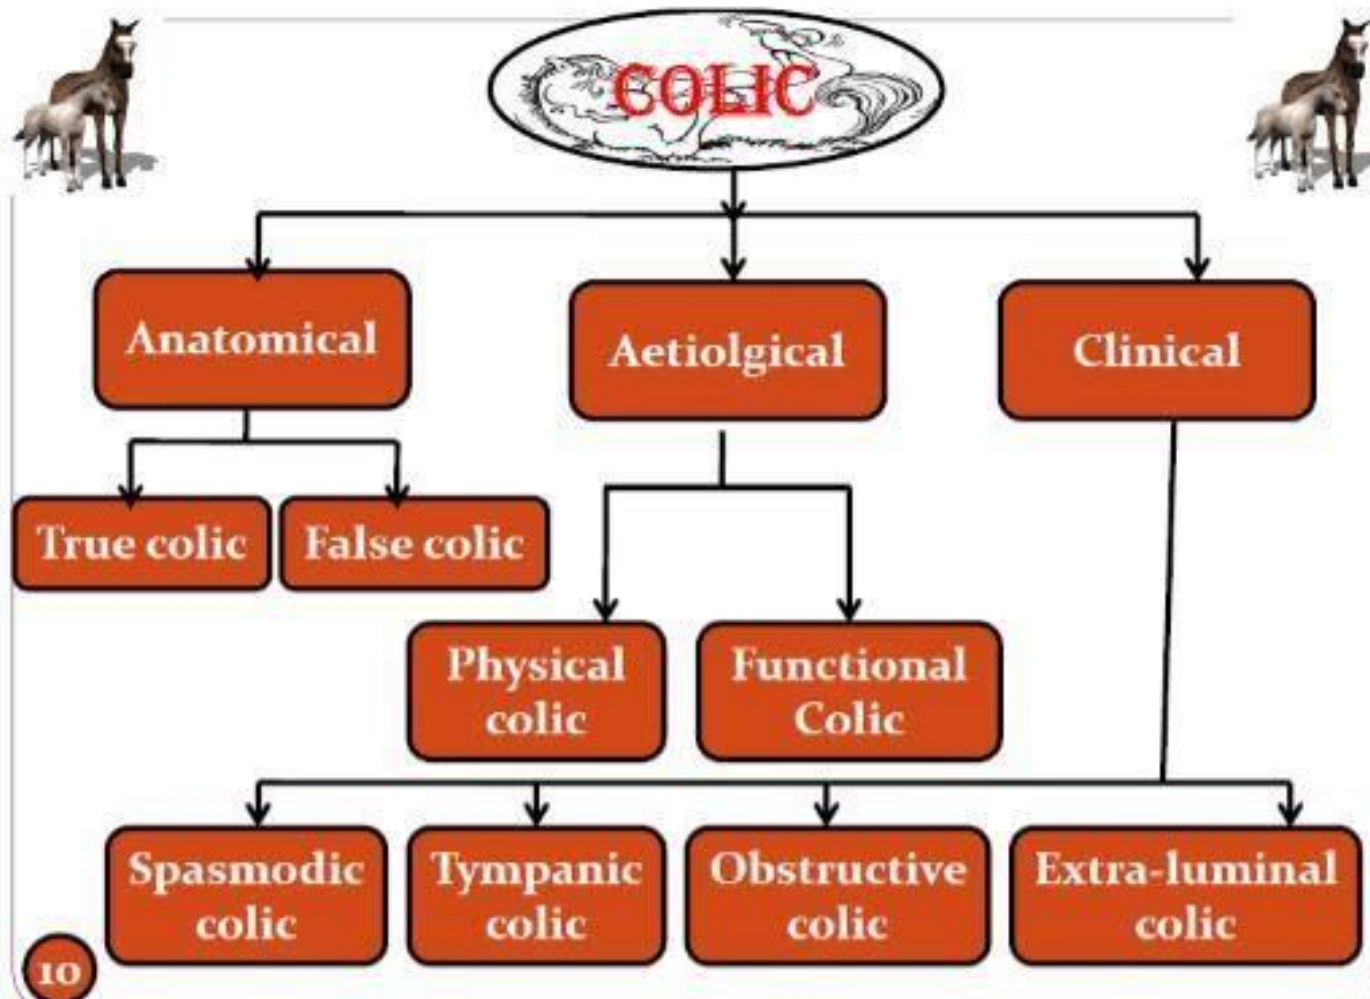 COLIC
Anatomical
Aetiolgical
Clinical
True colic
False colic
Physical
colic
Functional
Colic
Spasmodic
colic
Tympanic
colic
Obstructive
colic
Extra-luminal
colic
10